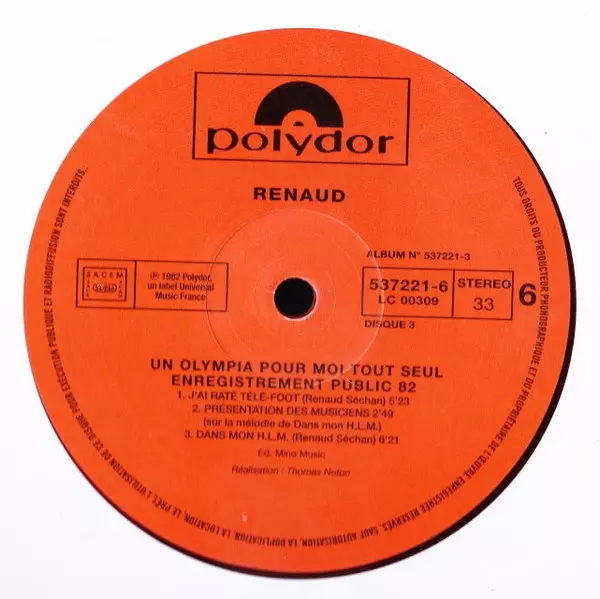 polydor
RENAUD
ALBUM N° 537221-3
SACEM
℗ 1982 Polydor,
un label Universal
Music France
537221-6
LC 00309
STEREO
33
6
DISQUE 3
UN OLYMPIA POUR MOI TOUT SEUL
ENREGISTREMENT PUBLIC 82
1. J'AI RATÉ TÉLÉ-FOOT (Renaud Séchan) 5'23
2. PRÉSENTATION DES MUSICIENS 2'49
(sur la mélodie de Dans mon H.L.M.)
3. DANS MON H.L.M. (Renaud Séchan) 6'21
Ed. Mino Music
Réalisation : Thomas Noton
TOUS DROITS DU PRODUCTEUR PHONOGRAPHIQUE ET DU PROPRIÉTAIRE DE L'ŒUVRE ENREGISTRÉE RÉSERVÉS. SAUF AUTORISATION, LA DUPLICATION, LA LOCATION, LE PRÊT, L'UTILISATION DE CE DISQUE POUR EXÉCUTION PUBLIQUE ET RADIODIFFUSION SONT INTERDITS.